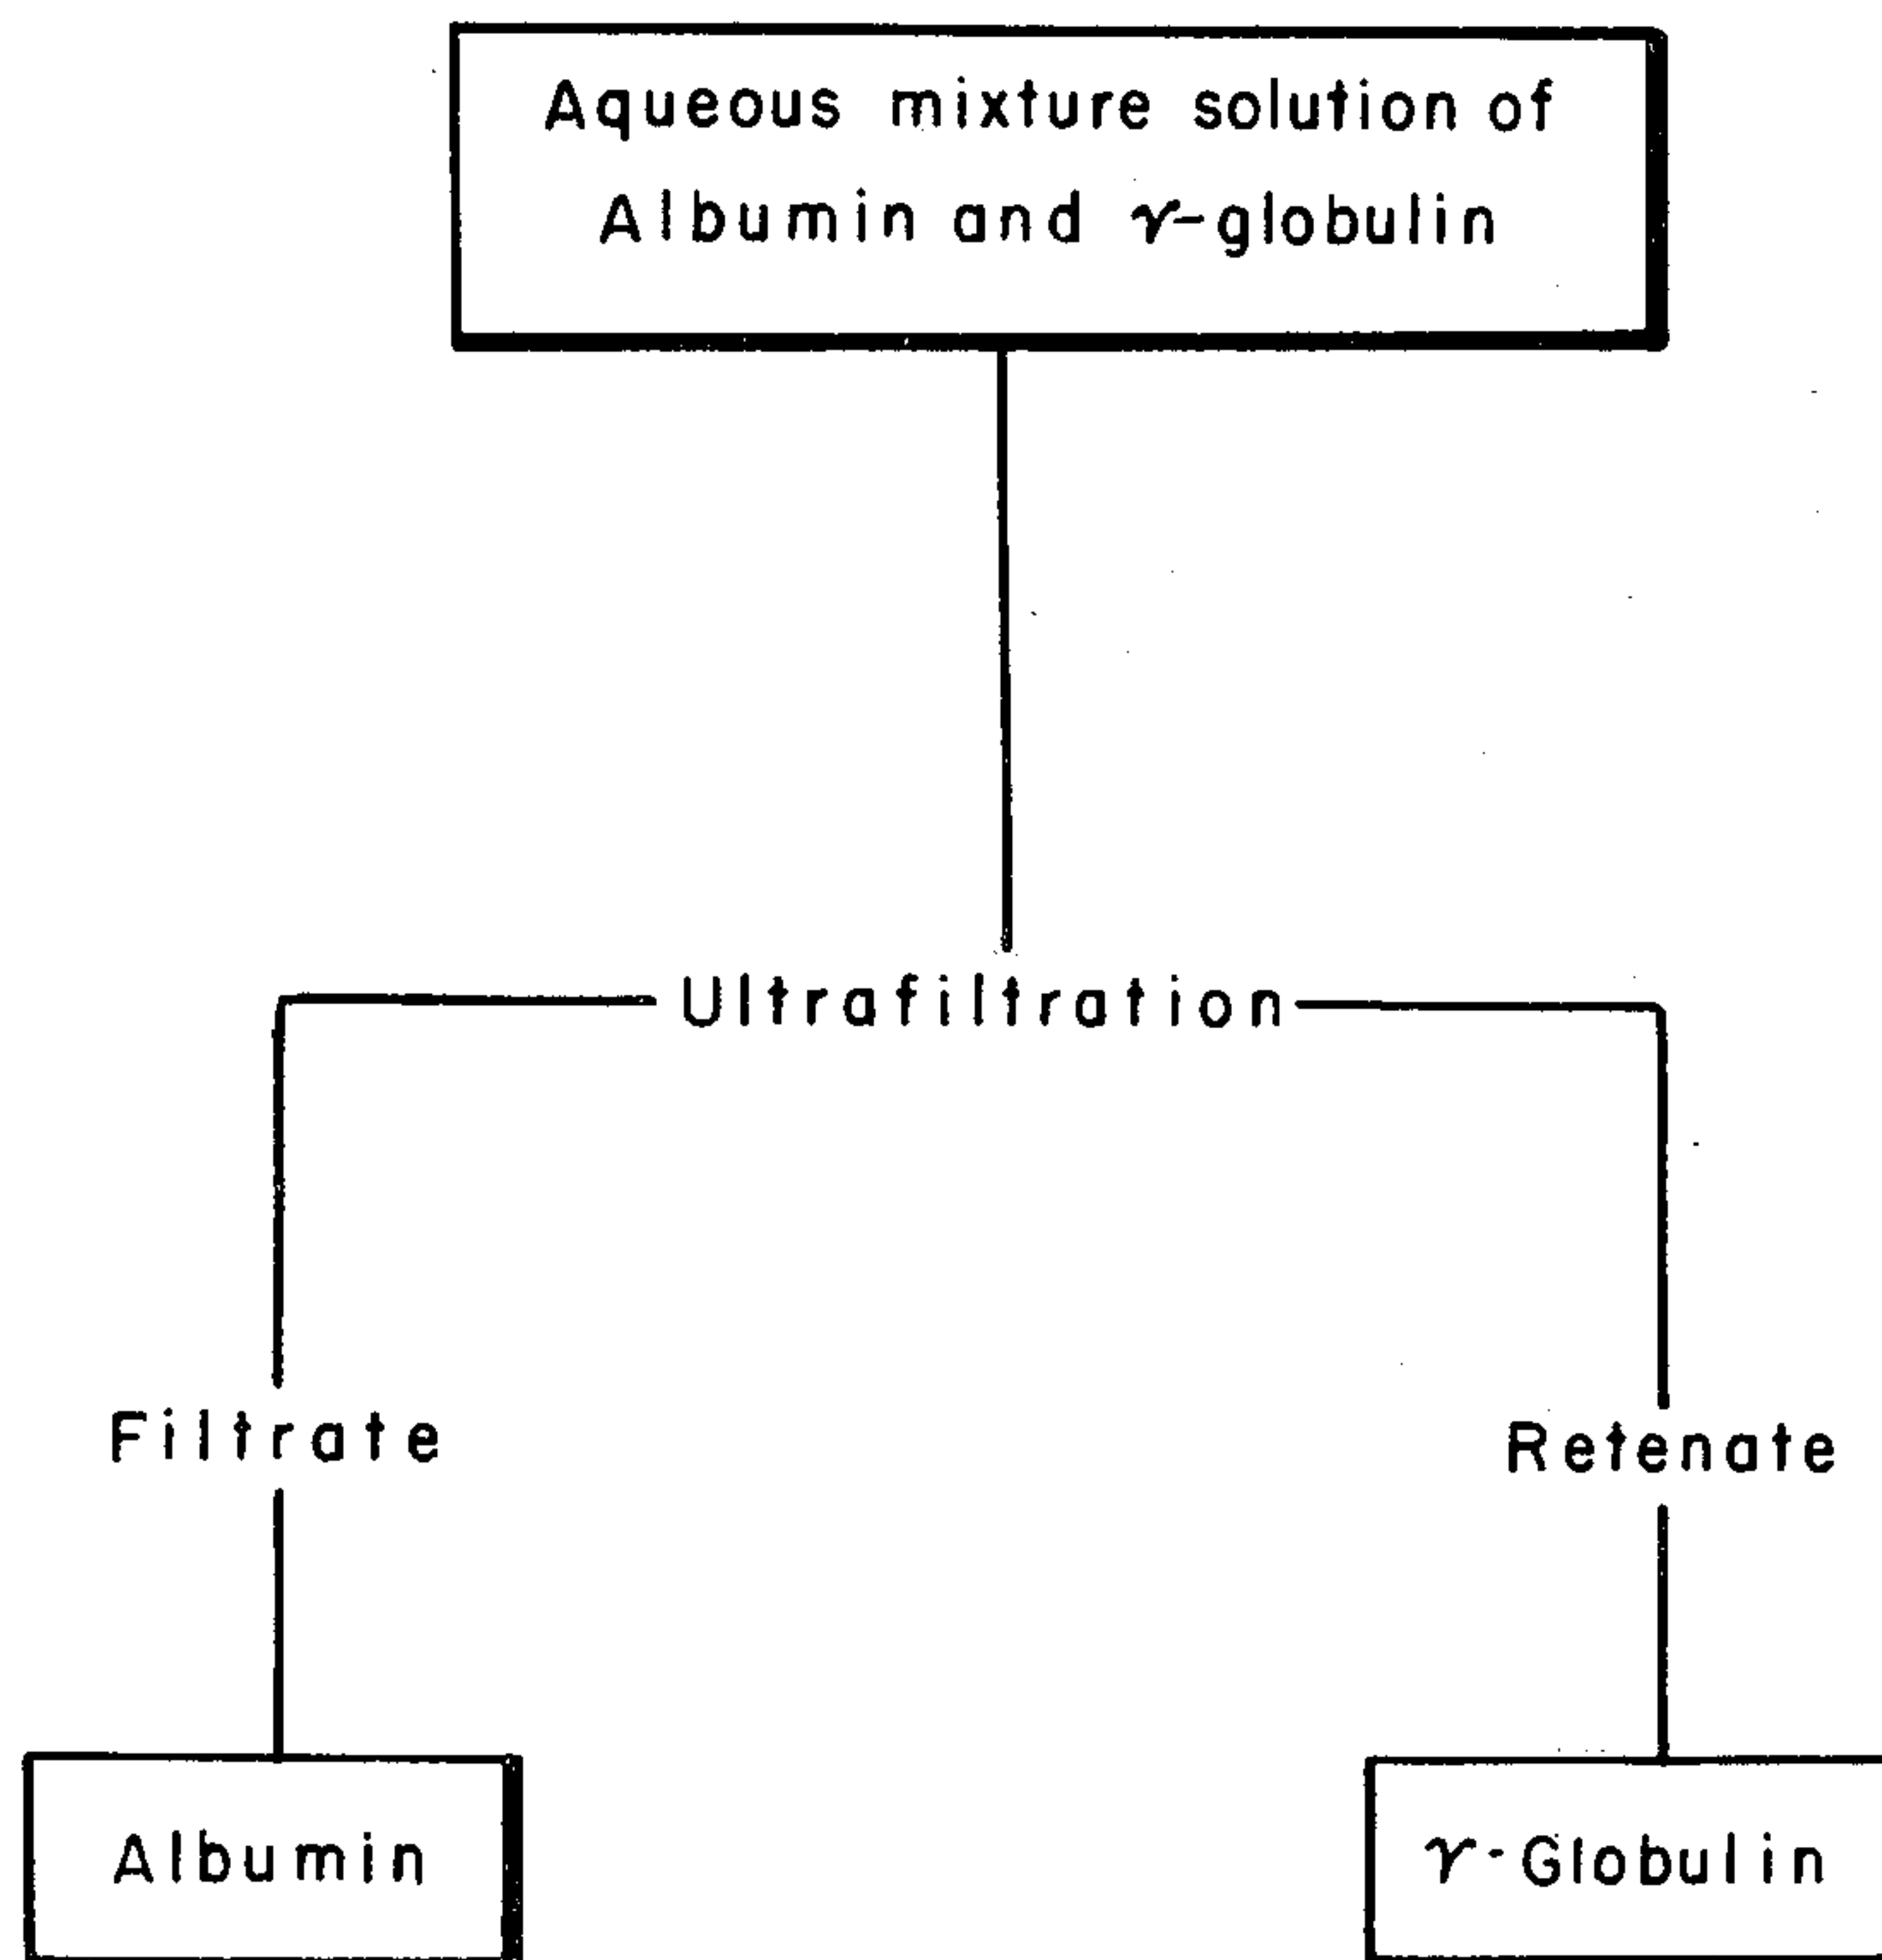 Aqueous mixture solution of
Albumin and γ-globulin
Ultrafiltration
Filtrate
Retenate
Albumin
γ-Globulin